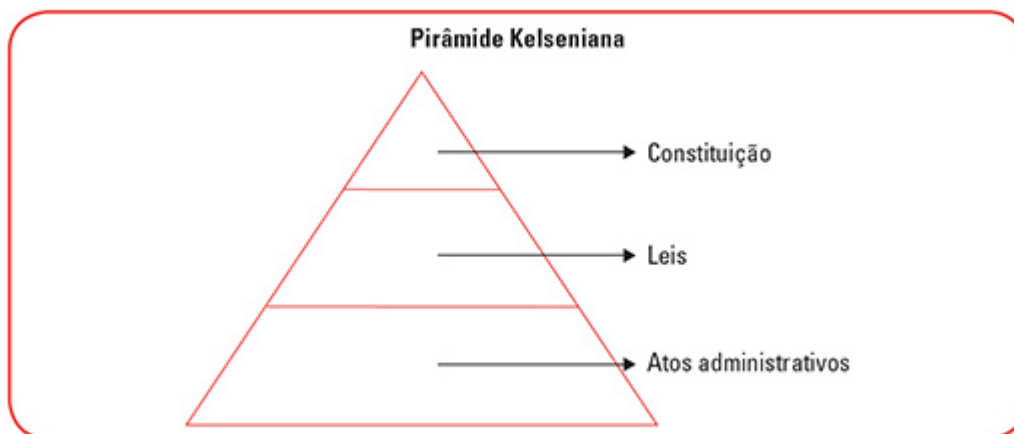 Pirâmide Kelseniana
Constituição
Leis
Atos administrativos